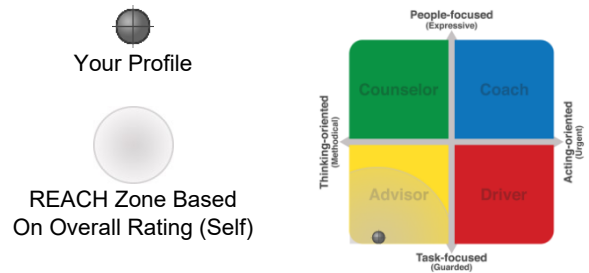 Your Profile
REACH Zone Based
On Overall Rating (Self)
People-focused
(Expressive)
Counselor
Coach
Thinking-oriented
(Methodical)
Acting-oriented
(Urgent)
Advisor
Driver
Task-focused
(Guarded)